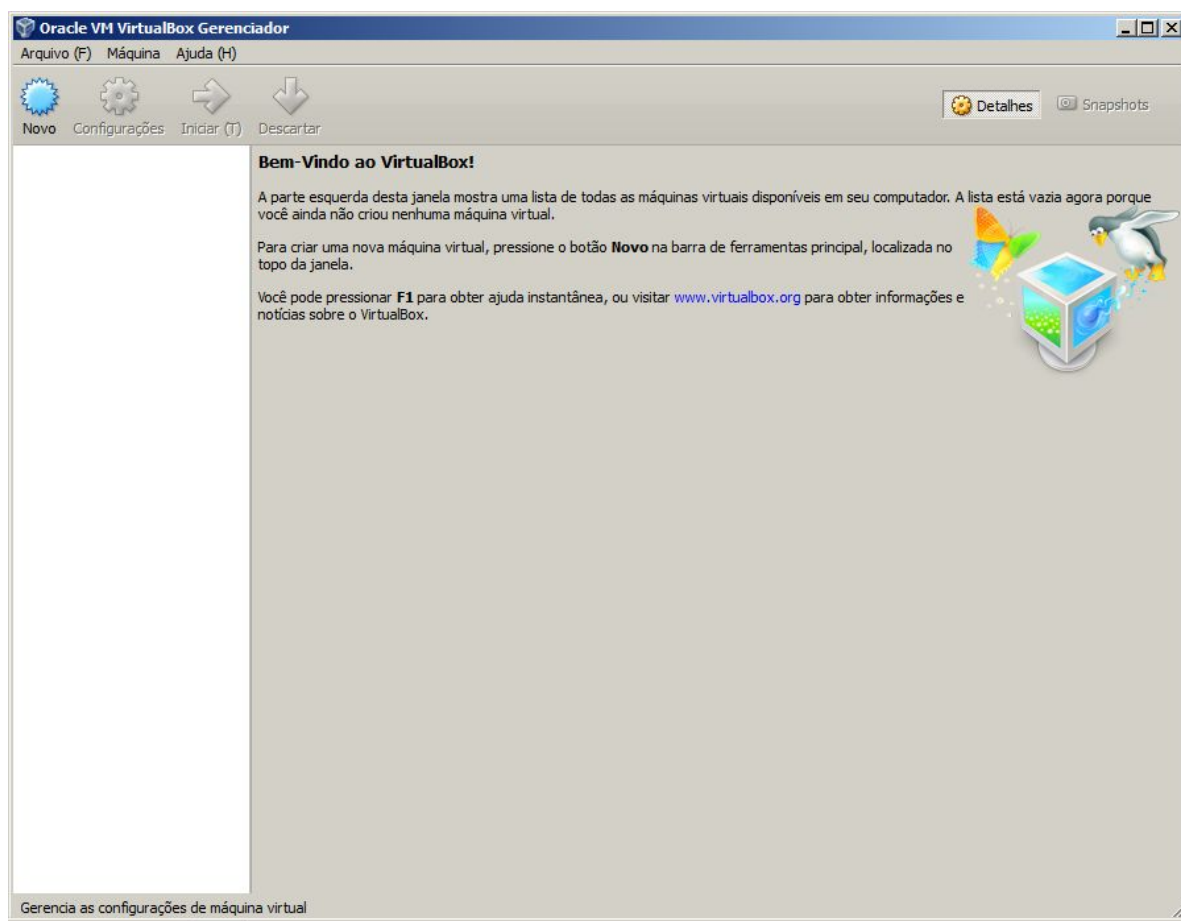 Oracle VM VirtualBox Gerenciador
Arquivo (F) Máquina Ajuda (H)
Novo Configurações Iniciar (T) Descartar Detalhes Snapshots
Bem-Vindo ao VirtualBox!
A parte esquerda desta janela mostra uma lista de todas as máquinas virtuais disponíveis em seu computador. A lista está vazia agora porque
você ainda não criou nenhuma máquina virtual.
Para criar uma nova máquina virtual, pressione o botão Novo na barra de ferramentas principal, localizada no
topo da janela.
Você pode pressionar F1 para obter ajuda instantânea, ou visitar www.virtualbox.org para obter informações e
notícias sobre o VirtualBox.
Gerencia as configurações de máquina virtual